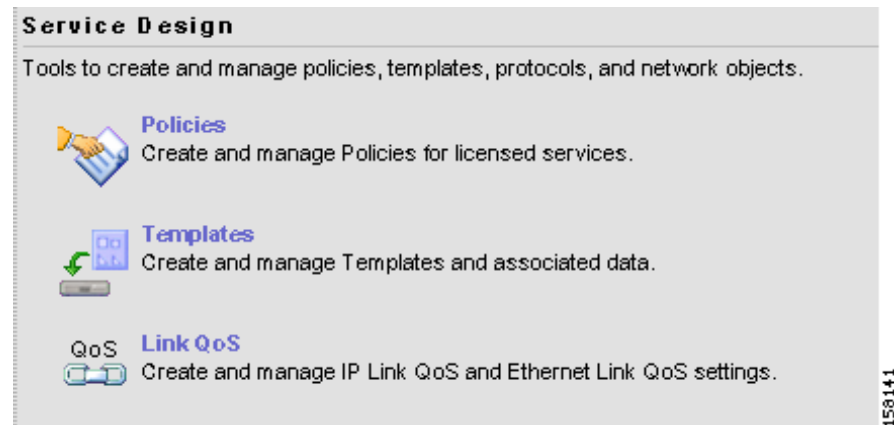 Service Design
Tools to create and manage policies, templates, protocols, and network objects.
Policies
Create and manage Policies for licensed services.
Templates
Create and manage Templates and associated data.
QoS
Link QoS
Create and manage IP Link QoS and Ethernet Link QoS settings.
158141